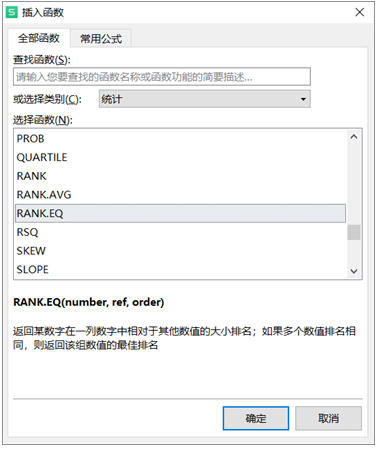 S 插入函数
全部函数 常用公式
查找函数(S):
请输入您要查找的函数名称或函数功能的简要描述...
或选择类别(C): 统计
选择函数(N):
PROB
QUARTILE
RANK
RANK.AVG
RANK.EQ
RSQ
SKEW
SLOPE
RANK.EQ(number, ref, order)
返回某数字在一列数字中相对于其他数值的大小排名；如果多个数值排名相
同，则返回该组数值的最佳排名
确定 取消